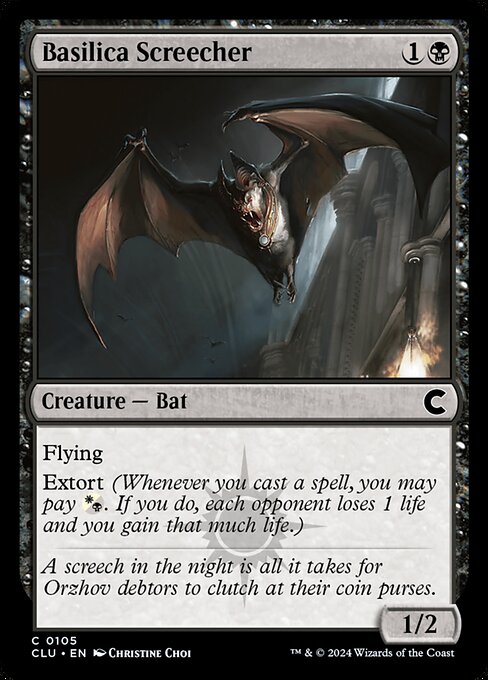 Basilica Screecher 1
Creature — Bat
Flying
Extort (Whenever you cast a spell, you may
pay . If you do, each opponent loses 1 life
and you gain that much life.)
A screech in the night is all it takes for
Orzhov debtors to clutch at their coin purses.
1/2
C 0105
CLU • EN Christine Choi
™ & © 2024 Wizards of the Coast